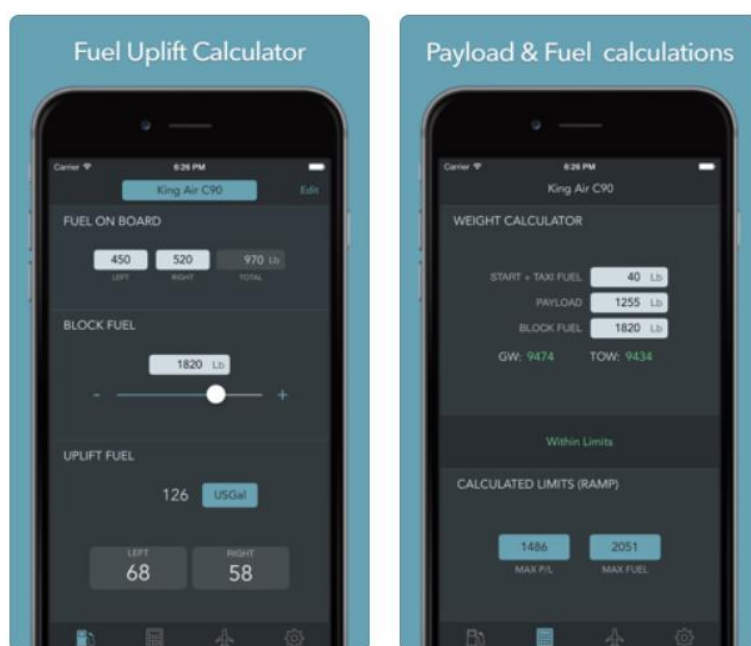 Fuel Uplift Calculator
Carrier
6:26 PM
King Air C90
Edit
FUEL ON BOARD
450
520
970 Lb
LEFT
RIGHT
TOTAL
BLOCK FUEL
1820 Lb
- +
UPLIFT FUEL
126 USGal
LEFT
RIGHT
68
58
Payload & Fuel calculations
Carrier
6:26 PM
King Air C90
WEIGHT CALCULATOR
START + TAXI FUEL 40 Lb
PAYLOAD 1255 Lb
BLOCK FUEL 1820 Lb
GW: 9474 TOW: 9434
Within Limits
CALCULATED LIMITS (RAMP)
1486
2051
MAX P/L
MAX FUEL